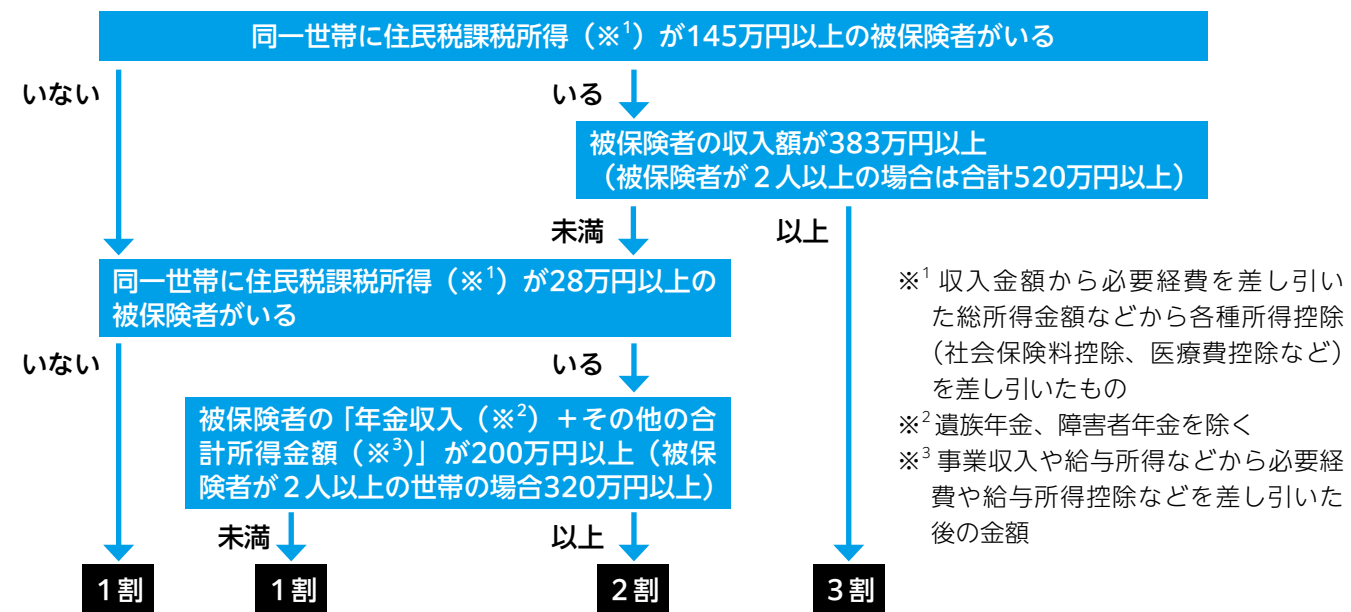 同一世帯に住民税課税所得（※¹）が145万円以上の被保険者がいる
いない
いる
被保険者の収入額が383万円以上
（被保険者が２人以上の場合は合計520万円以上）
未満
以上
同一世帯に住民税課税所得（※¹）が28万円以上の
被保険者がいる
いない
いる
被保険者の「年金収入（※²）＋その他の合
計所得金額（※³）」が200万円以上（被保
険者が２人以上の世帯の場合320万円以上）
未満
以上
１割
１割
２割
３割
※¹ 収入金額から必要経費を差し引い
た総所得金額などから各種所得控除
（社会保険料控除、医療費控除など）
を差し引いたもの
※² 遺族年金、障害者年金を除く
※³ 事業収入や給与所得などから必要経
費や給与所得控除などを差し引いた
後の金額